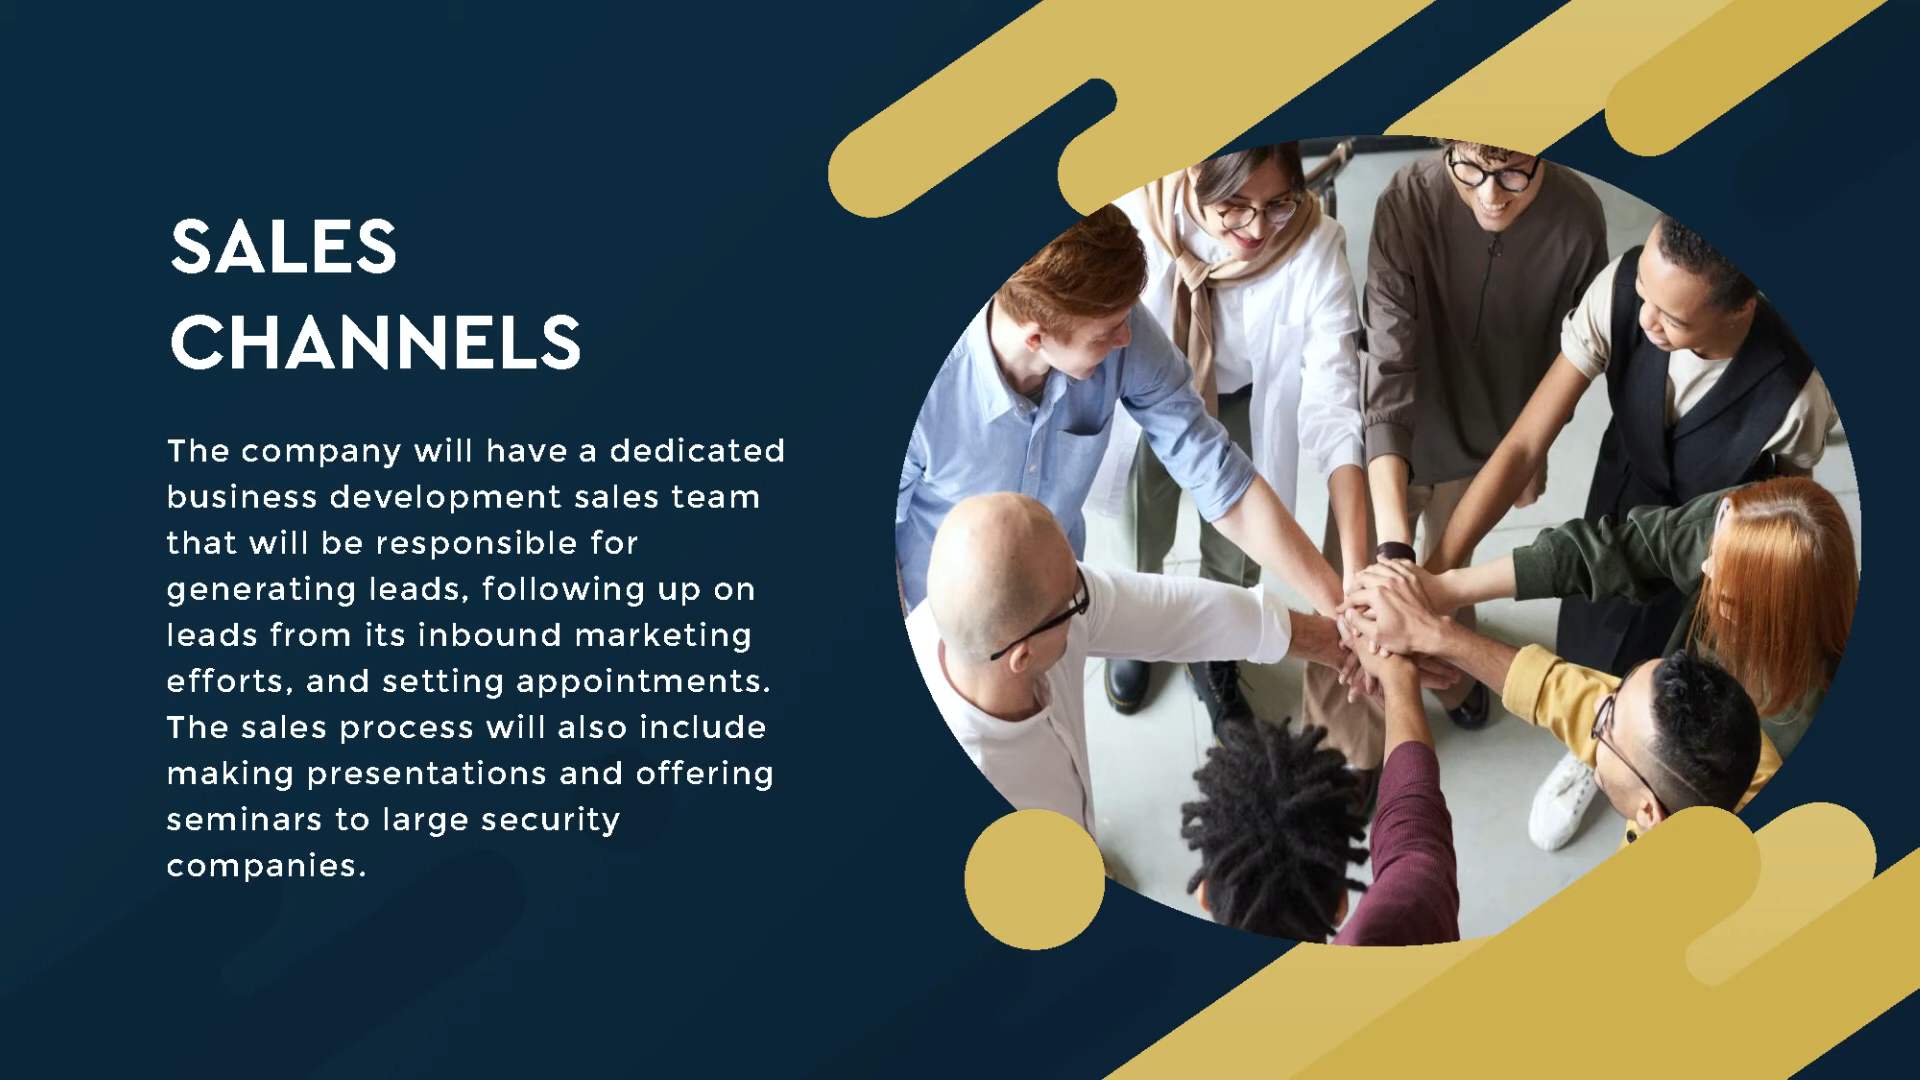 SALES
CHANNELS
The company will have a dedicated
business development sales team
that will be responsible for
generating leads, following up on
leads from its inbound marketing
efforts, and setting appointments.
The sales process will also include
making presentations and offering
seminars to large security
companies.